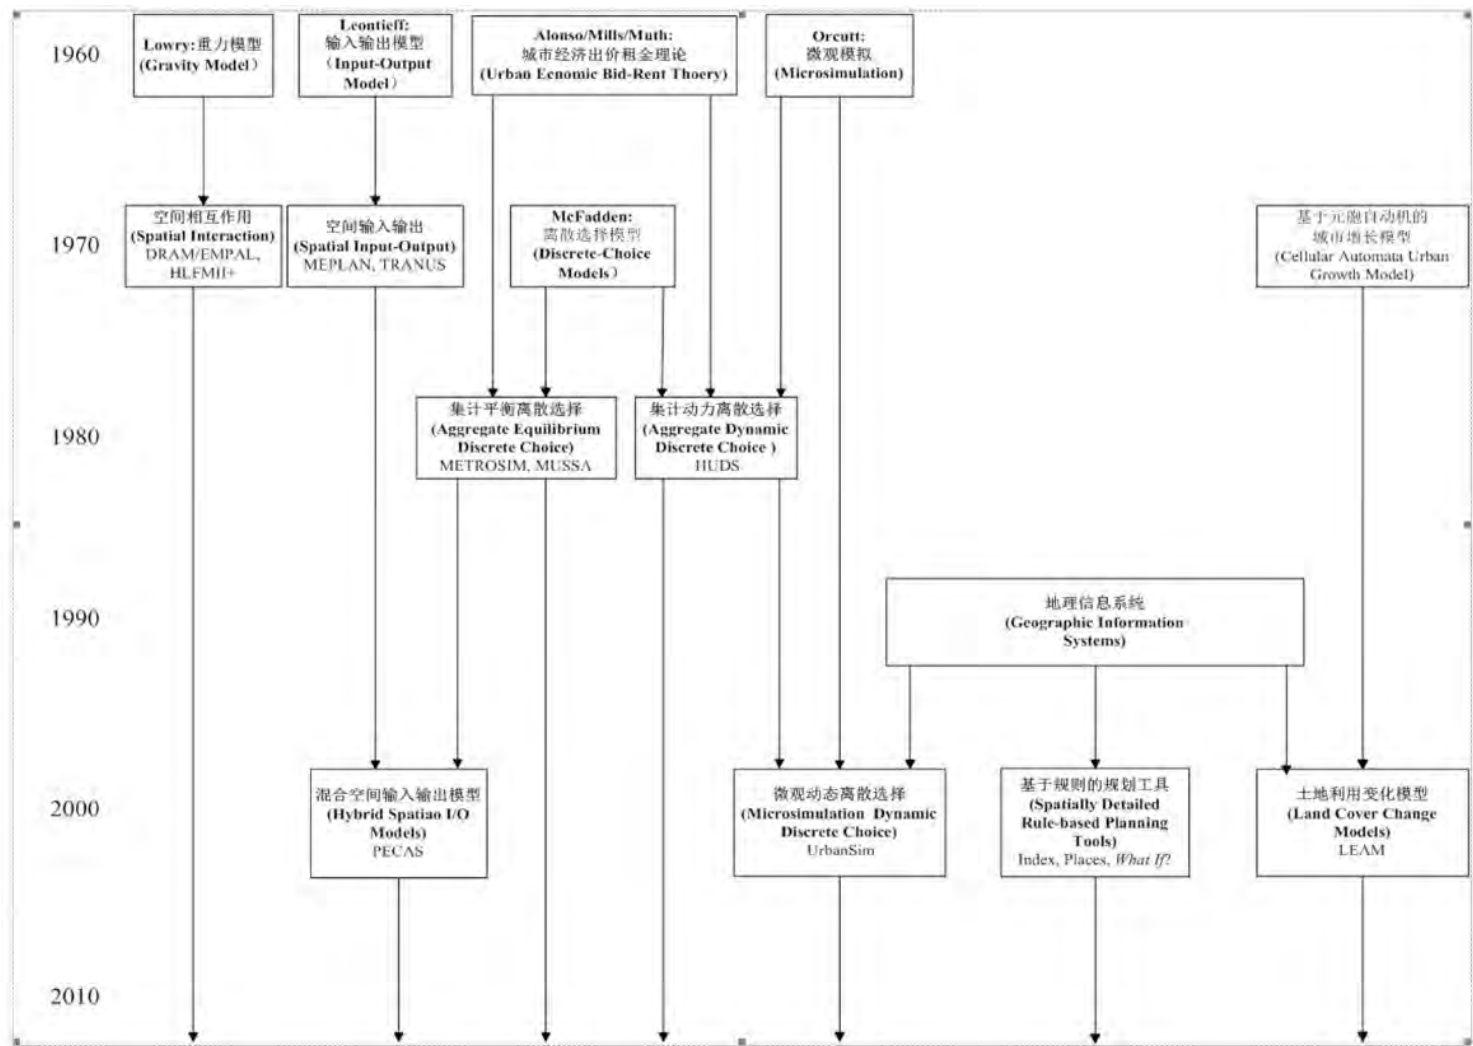 1960
Lowry:重力模型
(Gravity Model）
Leontieff:
输入输出模型
（Input-Output
Model）
Alonso/Mills/Muth:
城市经济出价租金理论
(Urban Ecnomic Bid-Rent Thoery)
Orcutt:
微观模拟
(Microsimulation)
1970
空间相互作用
(Spatial Interaction)
DRAM/EMPAL,
HLFMII+
空间输入输出
(Spatial Input-Output)
MEPLAN, TRANUS
McFadden:
离散选择模型
(Discrete-Choice
Models）
基于元胞自动机的
城市增长模型
(Cellular Automata Urban
Growth Model)
1980
集计平衡离散选择
(Aggregate Equilibrium
Discrete Choice)
METROSIM, MUSSA
集计动力离散选择
(Aggregate Dynamic
Discrete Choice )
HUDS
1990
地理信息系统
(Geographic Information
Systems)
2000
混合空间输入输出模型
(Hybrid Spatiao I/O
Models)
PECAS
微观动态离散选择
(Microsimulation Dynamic
Discrete Choice)
UrbanSim
基于规则的规划工具
(Spatially Detailed
Rule-based Planning
Tools)
Index, Places, What If?
土地利用变化模型
(Land Cover Change
Models)
LEAM
2010